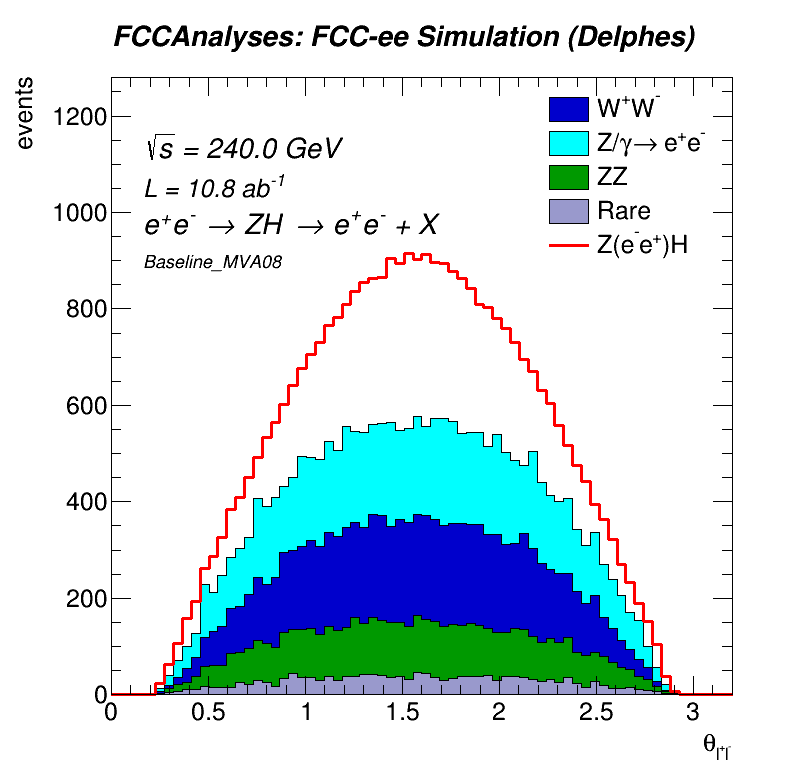 FCCAnalyses: FCC-ee Simulation (Delphes)
events
√s = 240.0 GeV
L = 10.8 ab⁻¹
e⁺e⁻ → ZH → e⁺e⁻ + X
Baseline_MVA08
W⁺W⁻
Z/γ→ e⁺e⁻
ZZ
Rare
Z(e⁻e⁺)H
1200
1000
800
600
400
200
0
0 0.5 1 1.5 2 2.5 3
θ_l⁺l⁻